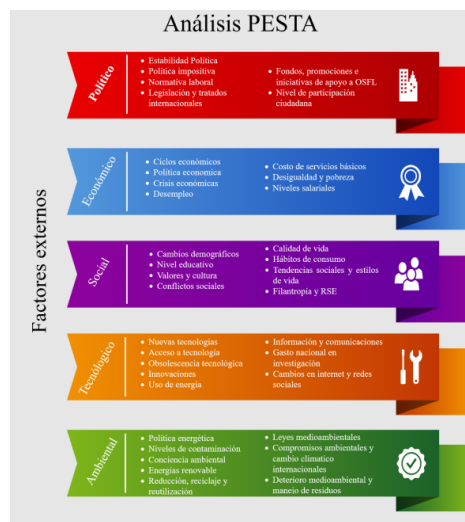 Análisis PESTA
Factores externos
Político
• Estabilidad Política
• Política impositiva
• Normativa laboral
• Legislación y tratados
internacionales
• Fondos, promociones e
iniciativas de apoyo a OSFL
• Nivel de participación
ciudadana
Económico
• Ciclos económicos
• Política economica
• Crisis económicas
• Desempleo
• Costo de servicios básicos
• Desigualdad y pobreza
• Niveles salariales
Social
• Cambios demográficos
• Nivel educativo
• Valores y cultura
• Conflictos sociales
• Calidad de vida
• Hábitos de consumo
• Tendencias sociales y estilos
de vida
• Filantropía y RSE
Tecnólogico
• Nuevas tecnologías
• Acceso a tecnología
• Obsolescencia tecnológica
• Innovaciones
• Uso de energía
• Información y comunicaciones
• Gasto nacional en
investigación
• Cambios en internet y redes
sociales
Ambiental
• Política energética
• Niveles de contaminación
• Conciencia ambiental
• Energías renovable
• Reducción, reciclaje y
reutilización
• Leyes medioambientales
• Compromisos ambientales y
cambio climatico
internacionales
• Deterioro medioambiental y
manejo de residuos